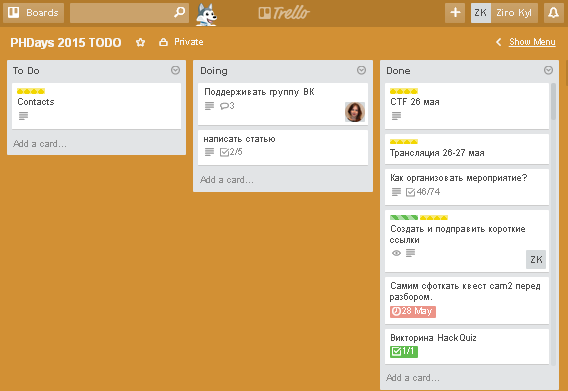 Boards
Trello
ZK Ziro Kyl
PHDays 2015 TODO
Private
Show Menu
To Do
Contacts
Add a card...
Doing
Поддерживать группу ВК
3
написать статью
2/5
Add a card...
Done
CTF 26 мая
Трансляция 26-27 мая
Как организовать мероприятие?
46/74
Создать и подправить короткие
ссылки
ZK
Самим сфоткать квест cam2 перед
разбором.
28 May
Викторина HackQuiz
1/1
Add a card...